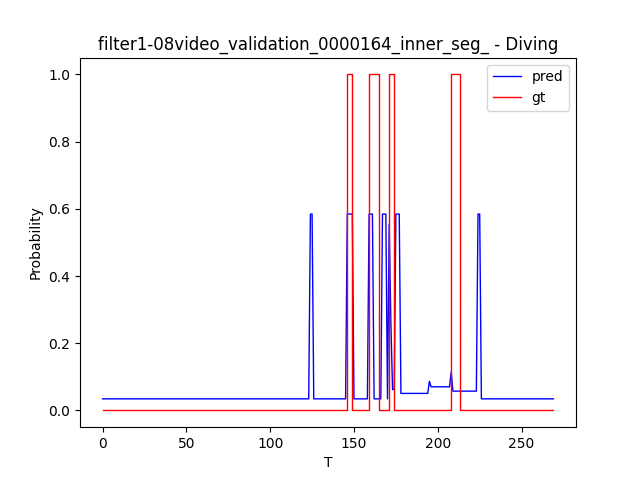 filter1-08video_validation_0000164_inner_seg_ - Diving
pred
gt
1.0
0.8
0.6
0.4
0.2
0.0
Probability
0
50
100
150
200
250
T